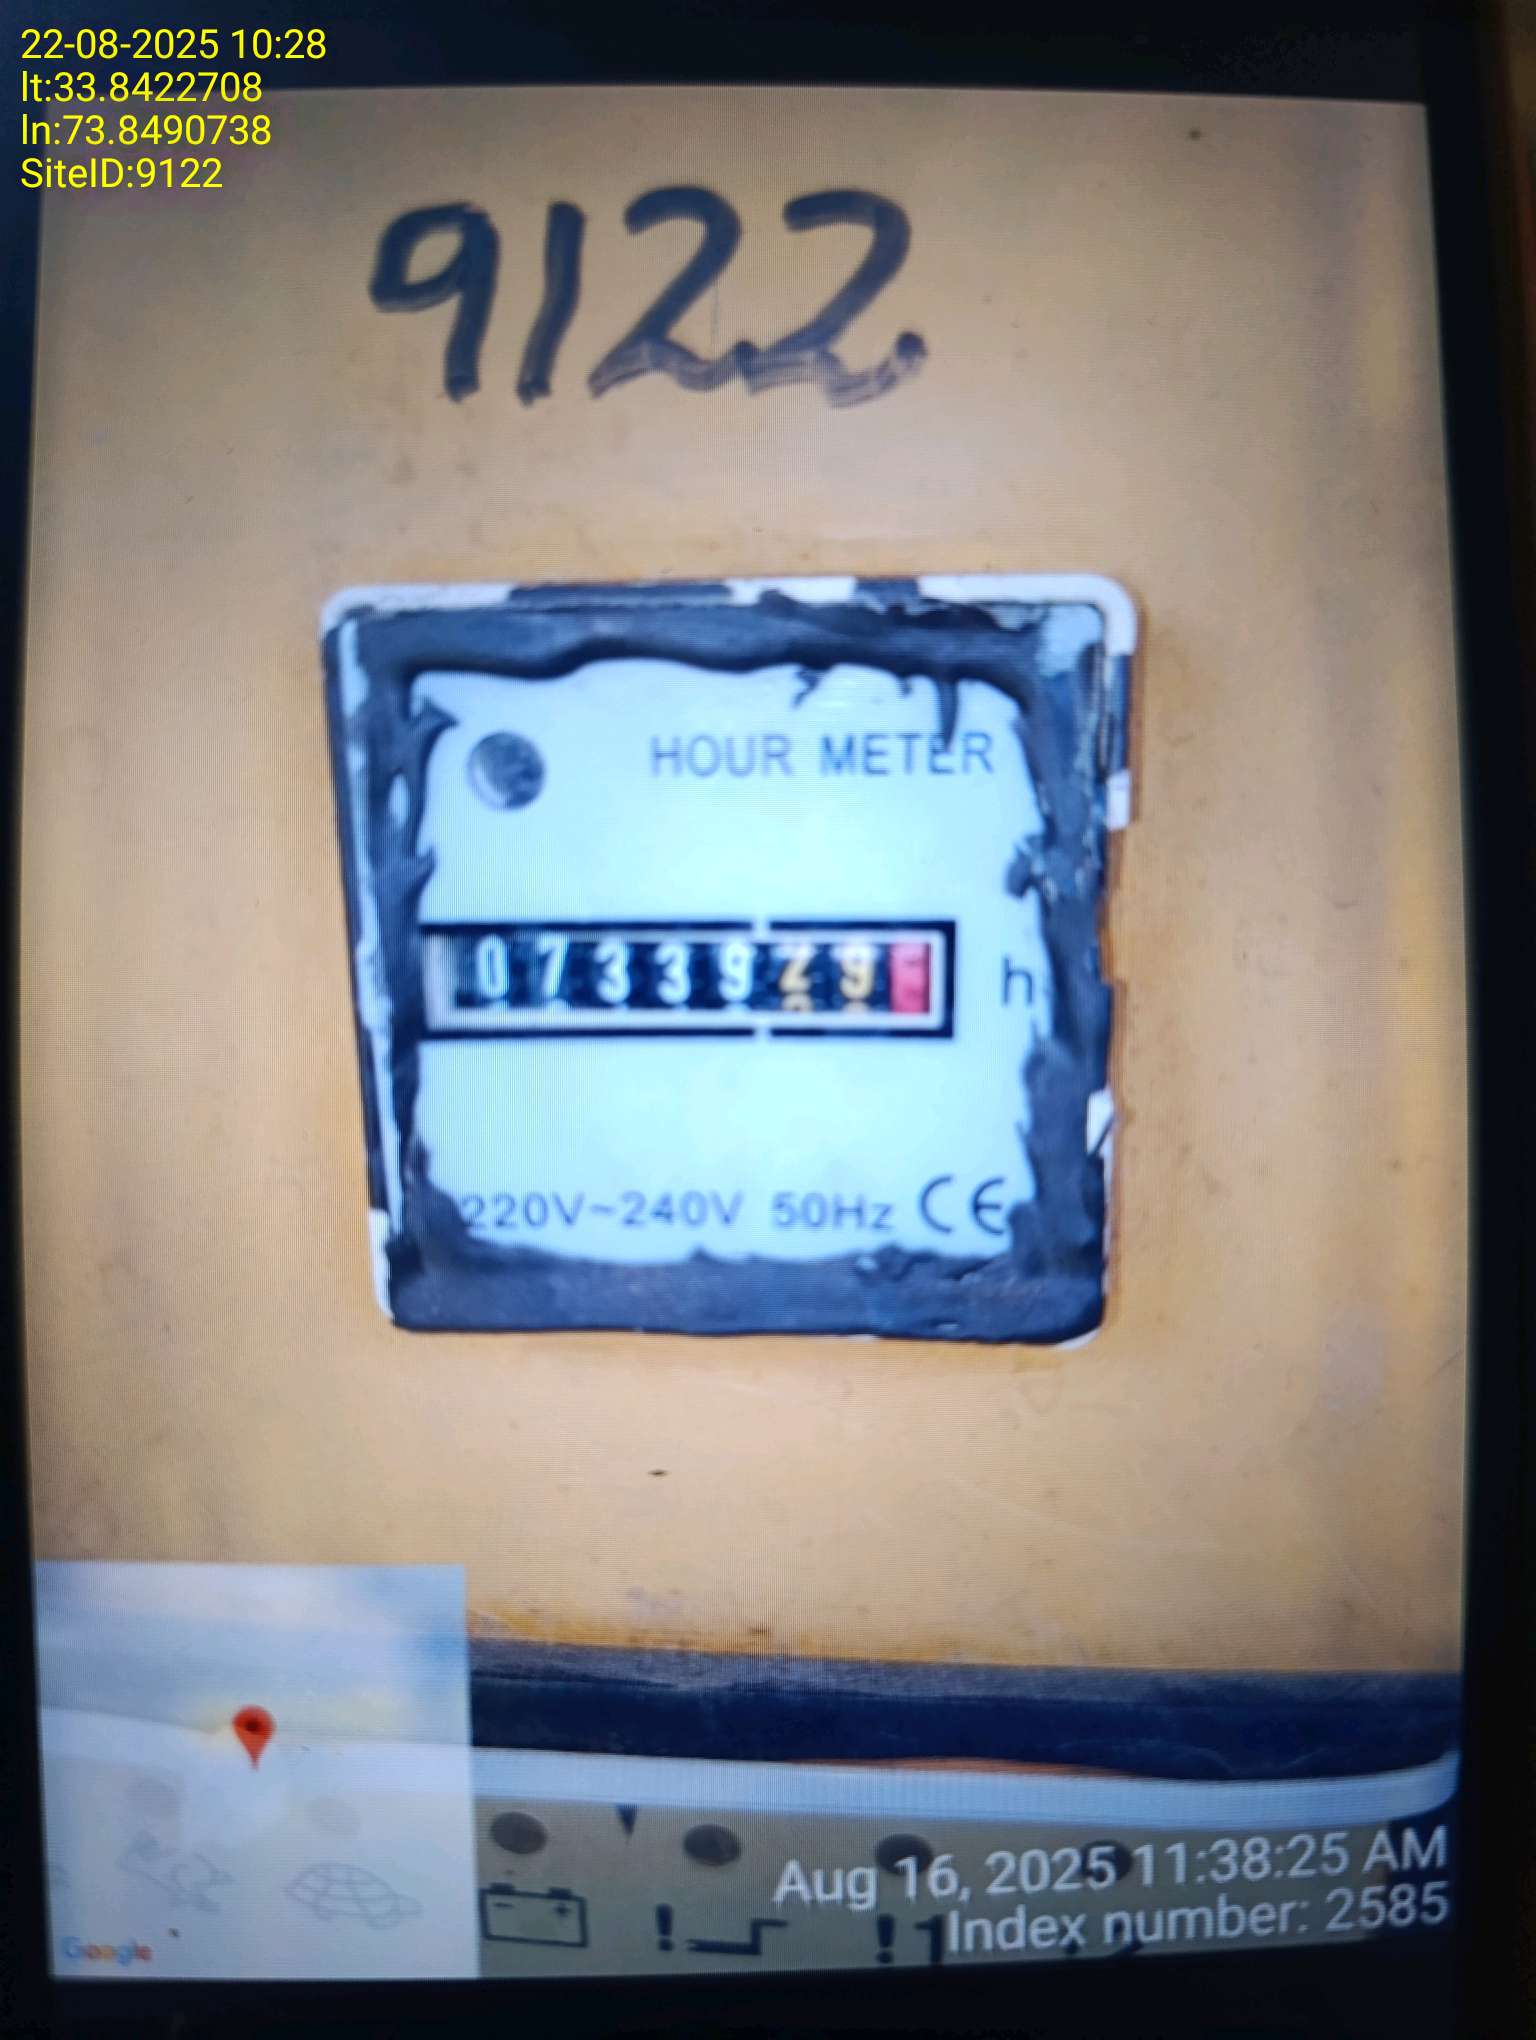 22-08-2025 10:28
lt:33.8422708
ln:73.8490738
SiteID:9122
9122
HOUR METER
0733929
h
220V~240V 50Hz CE
Aug 16, 2025 11:38:25 AM
Index number: 2585
Google